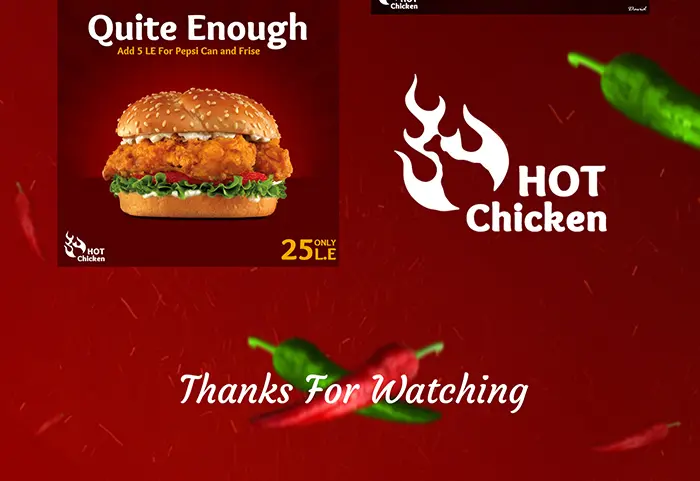 Quite Enough
Add 5 LE For Pepsi Can and Frise
HOT
Chicken
25 ONLY L.E
HOT
Chicken
David
HOT
Chicken
Thanks For Watching